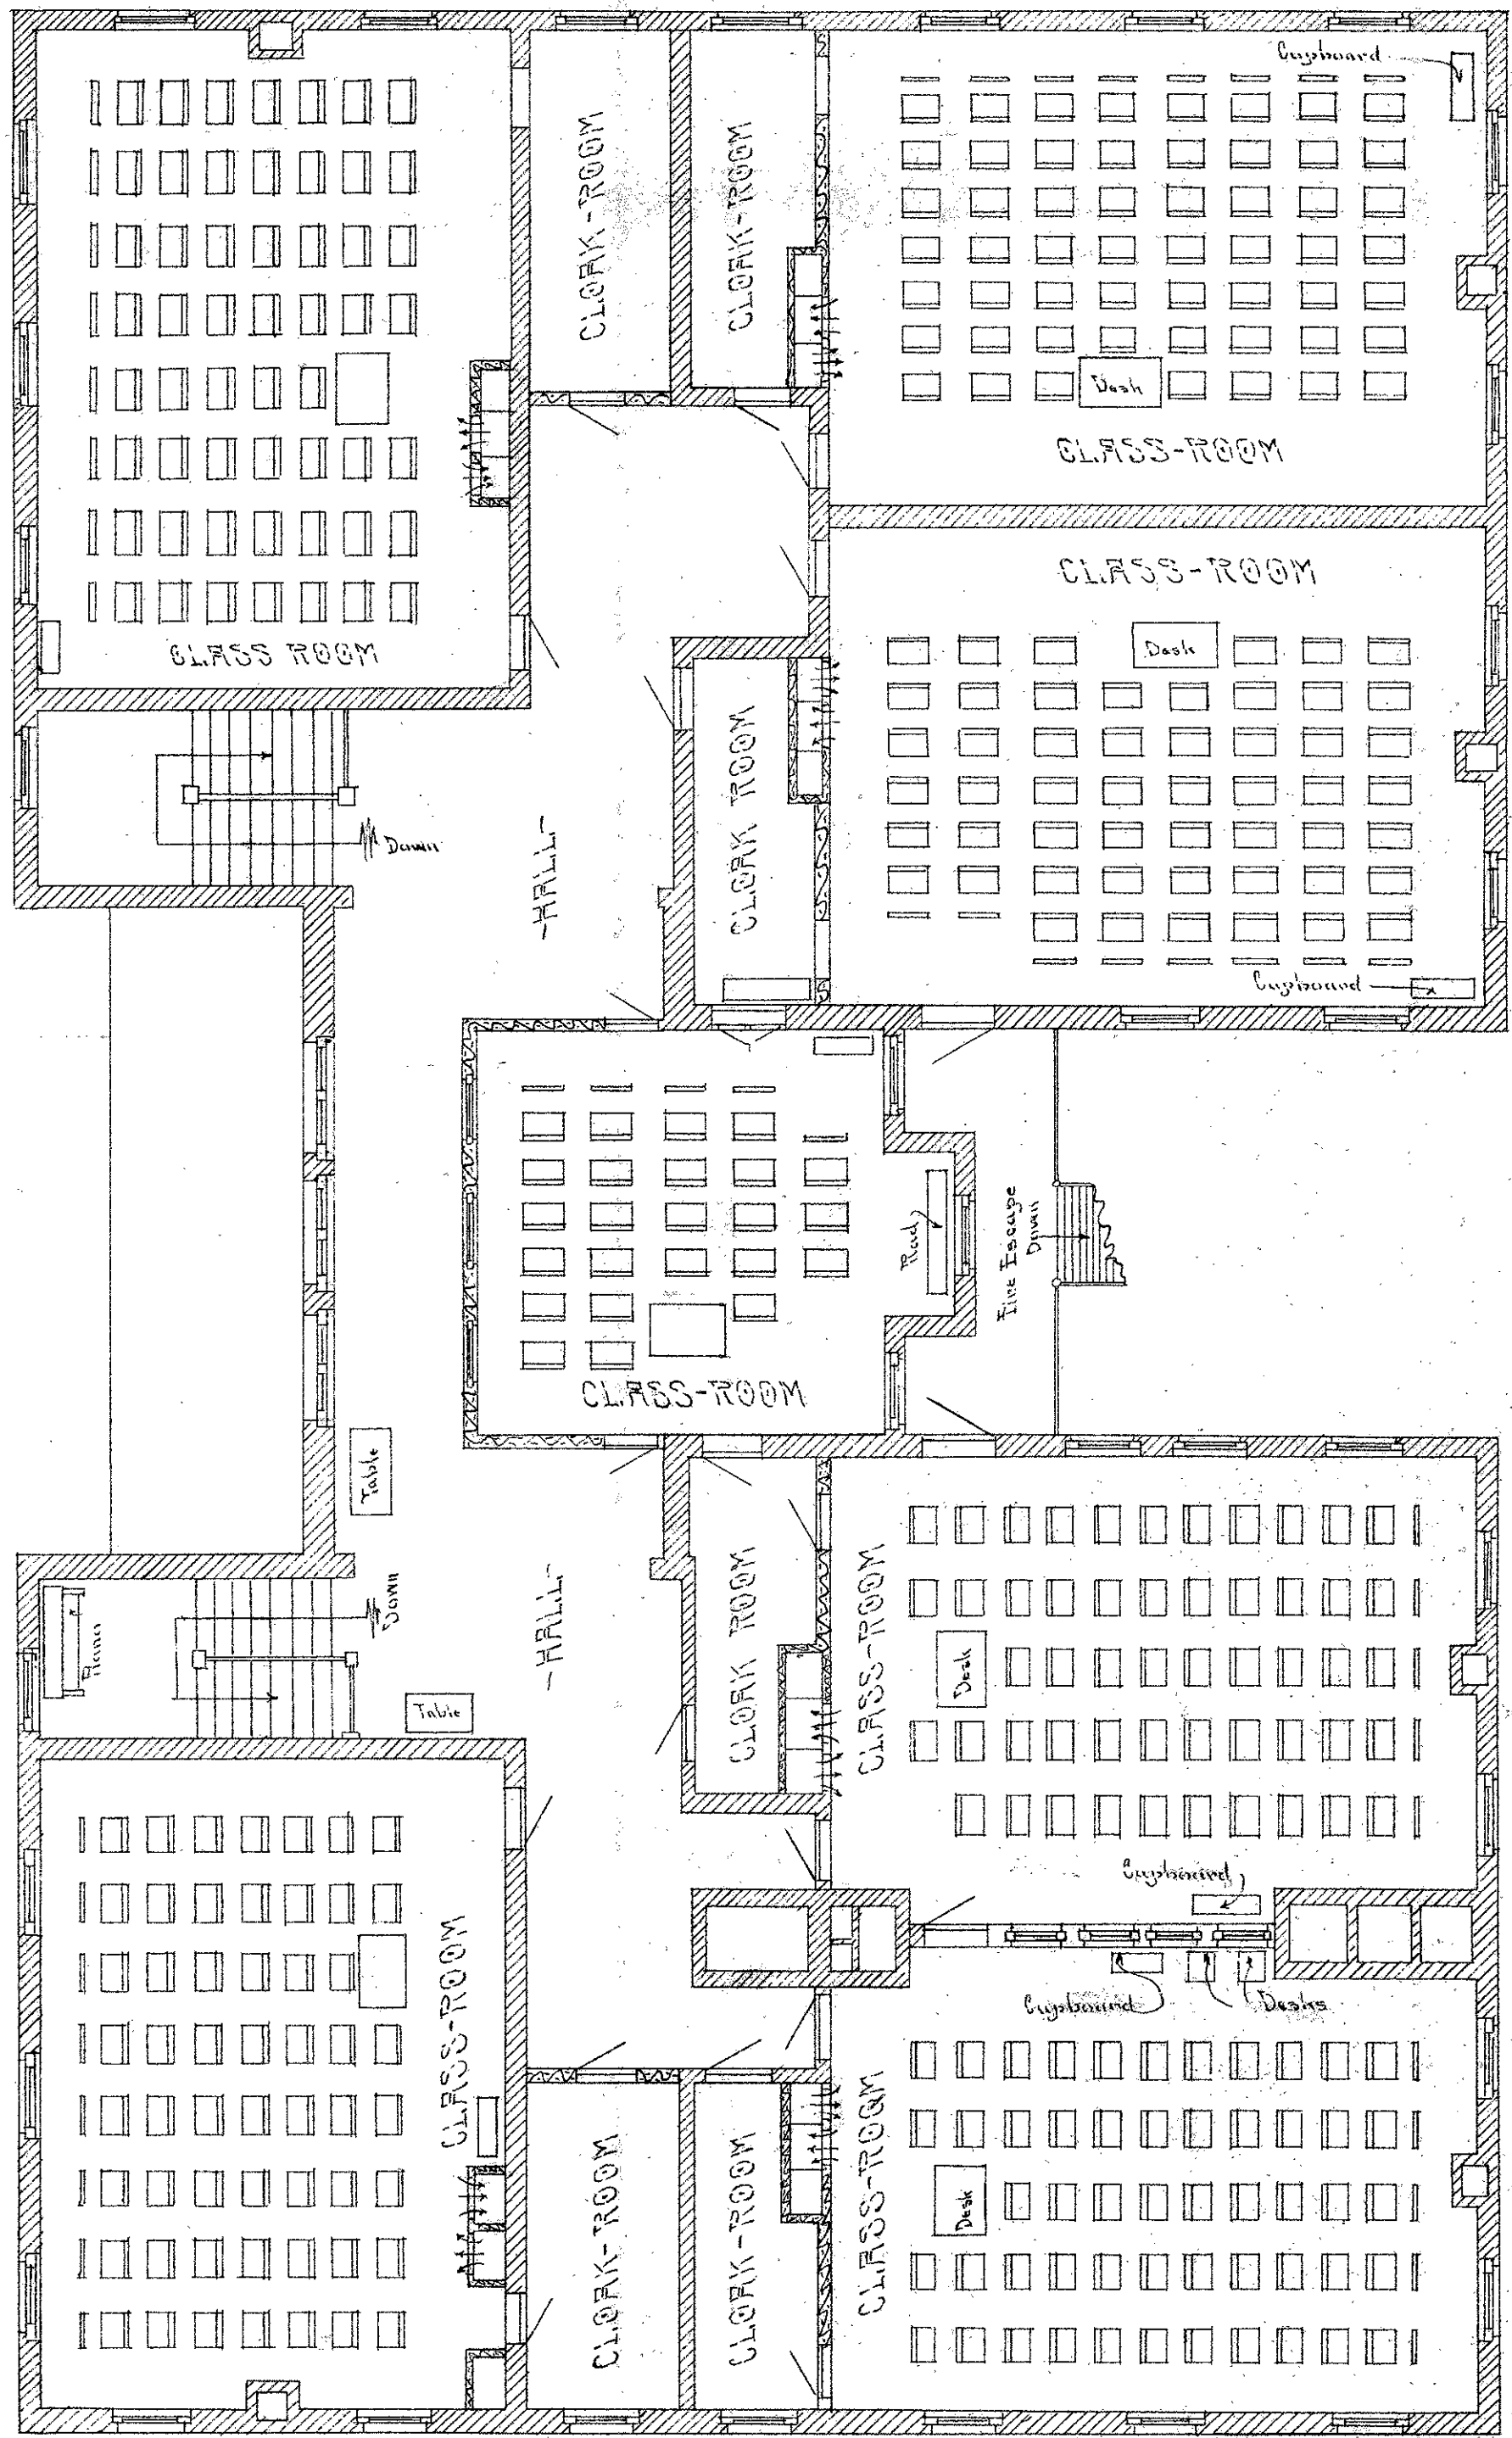 Cupboard
CLOAK-ROOM
CLOAK-ROOM
Desk
CLASS-ROOM
CLASS-ROOM
Desk
CLASS ROOM
CLOAK ROOM
Down
-HALL-
Cupboard
Rad.
Fire Escape
Down
CLASS-ROOM
Table
Down
-HALL-
CLOAK ROOM
CLASS-ROOM
Desk
Piano
Table
Cupboard
CLASS-ROOM
Cupboard
Desks
CLOAK-ROOM
CLOAK-ROOM
CLASS-ROOM
Desk